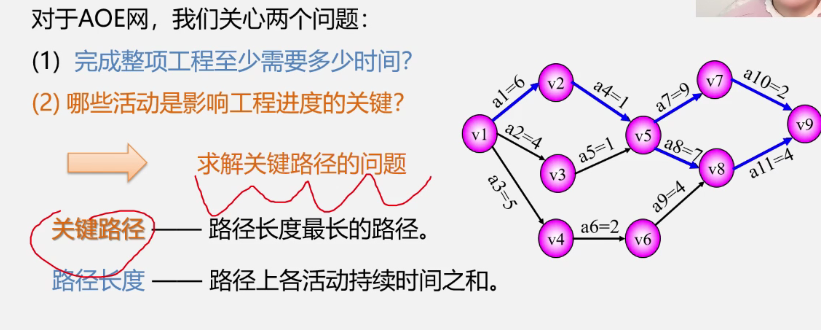 对于AOE网，我们关心两个问题：
(1) 完成整项工程至少需要多少时间？
(2) 哪些活动是影响工程进度的关键？
求解关键路径的问题
关键路径 —— 路径长度最长的路径。
路径长度 —— 路径上各活动持续时间之和。
v1
v2
v3
v4
v5
v6
v7
v8
v9
a1=6
a2=4
a3=5
a4=1
a5=1
a6=2
a7=9
a8=7
a9=4
a10=2
a11=4